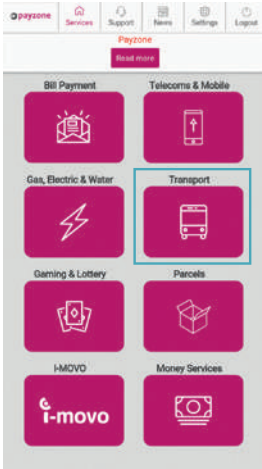 payzone
Services
Support
News
Settings
Logout
Payzone
Read more
Bill Payment
Telecoms & Mobile
Gas, Electric & Water
Transport
Gaming & Lottery
Parcels
I-MOVO
Money Services
i-movo